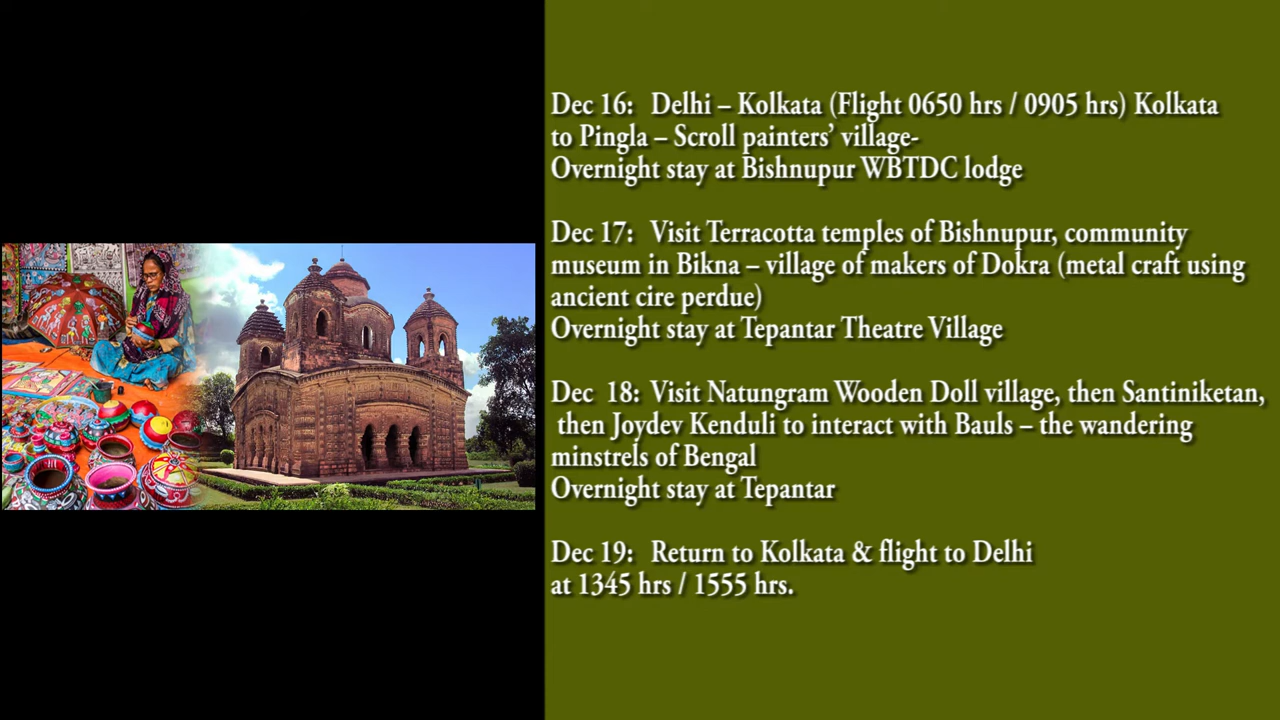 Dec 16: Delhi – Kolkata (Flight 0650 hrs / 0905 hrs) Kolkata
to Pingla – Scroll painters’ village-
Overnight stay at Bishnupur WBTDC lodge
Dec 17: Visit Terracotta temples of Bishnupur, community
museum in Bikna – village of makers of Dokra (metal craft using
ancient cire perdue)
Overnight stay at Tepantar Theatre Village
Dec 18: Visit Natungram Wooden Doll village, then Santiniketan,
then Joydev Kenduli to interact with Bauls – the wandering
minstrels of Bengal
Overnight stay at Tepantar
Dec 19: Return to Kolkata & flight to Delhi
at 1345 hrs / 1555 hrs.